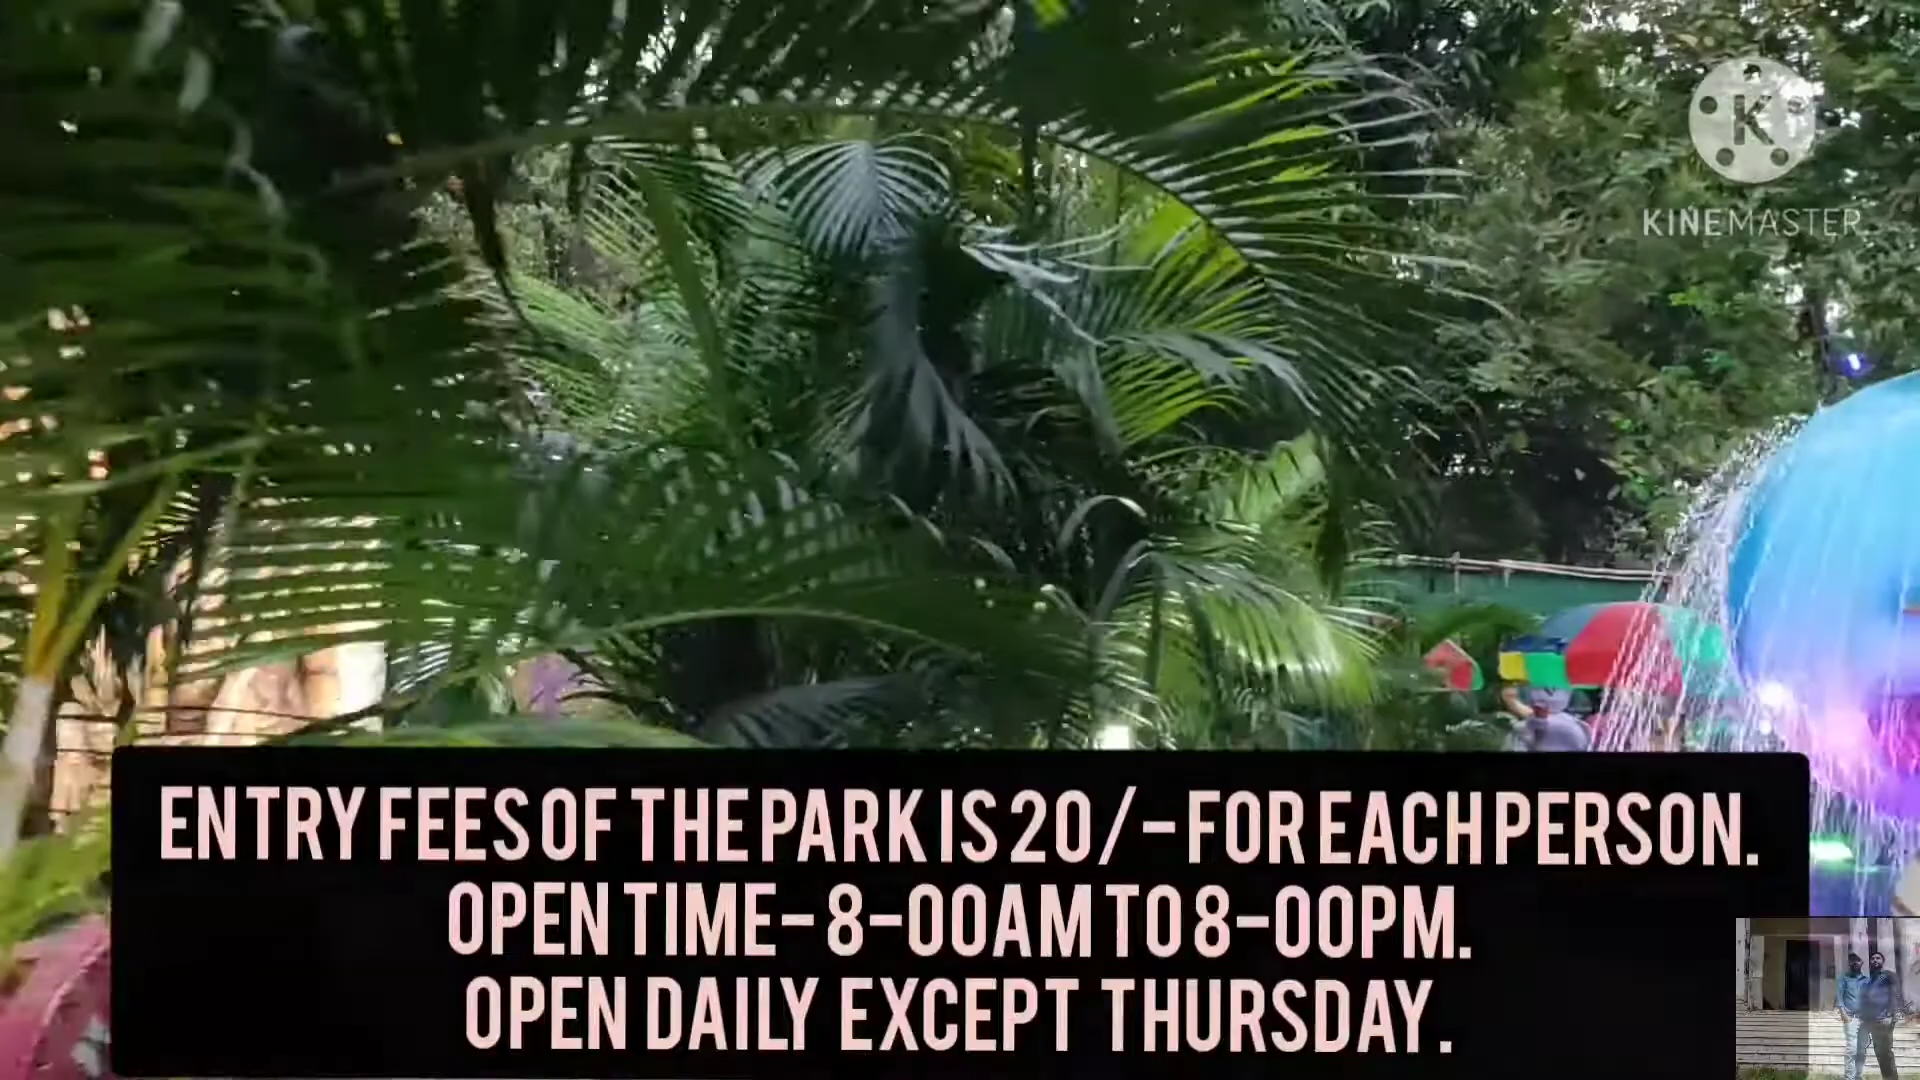 K
KINEMASTER
ENTRY FEES OF THE PARK IS 20/- FOR EACH PERSON.
OPEN TIME- 8-00AM TO 8-00PM.
OPEN DAILY EXCEPT THURSDAY.